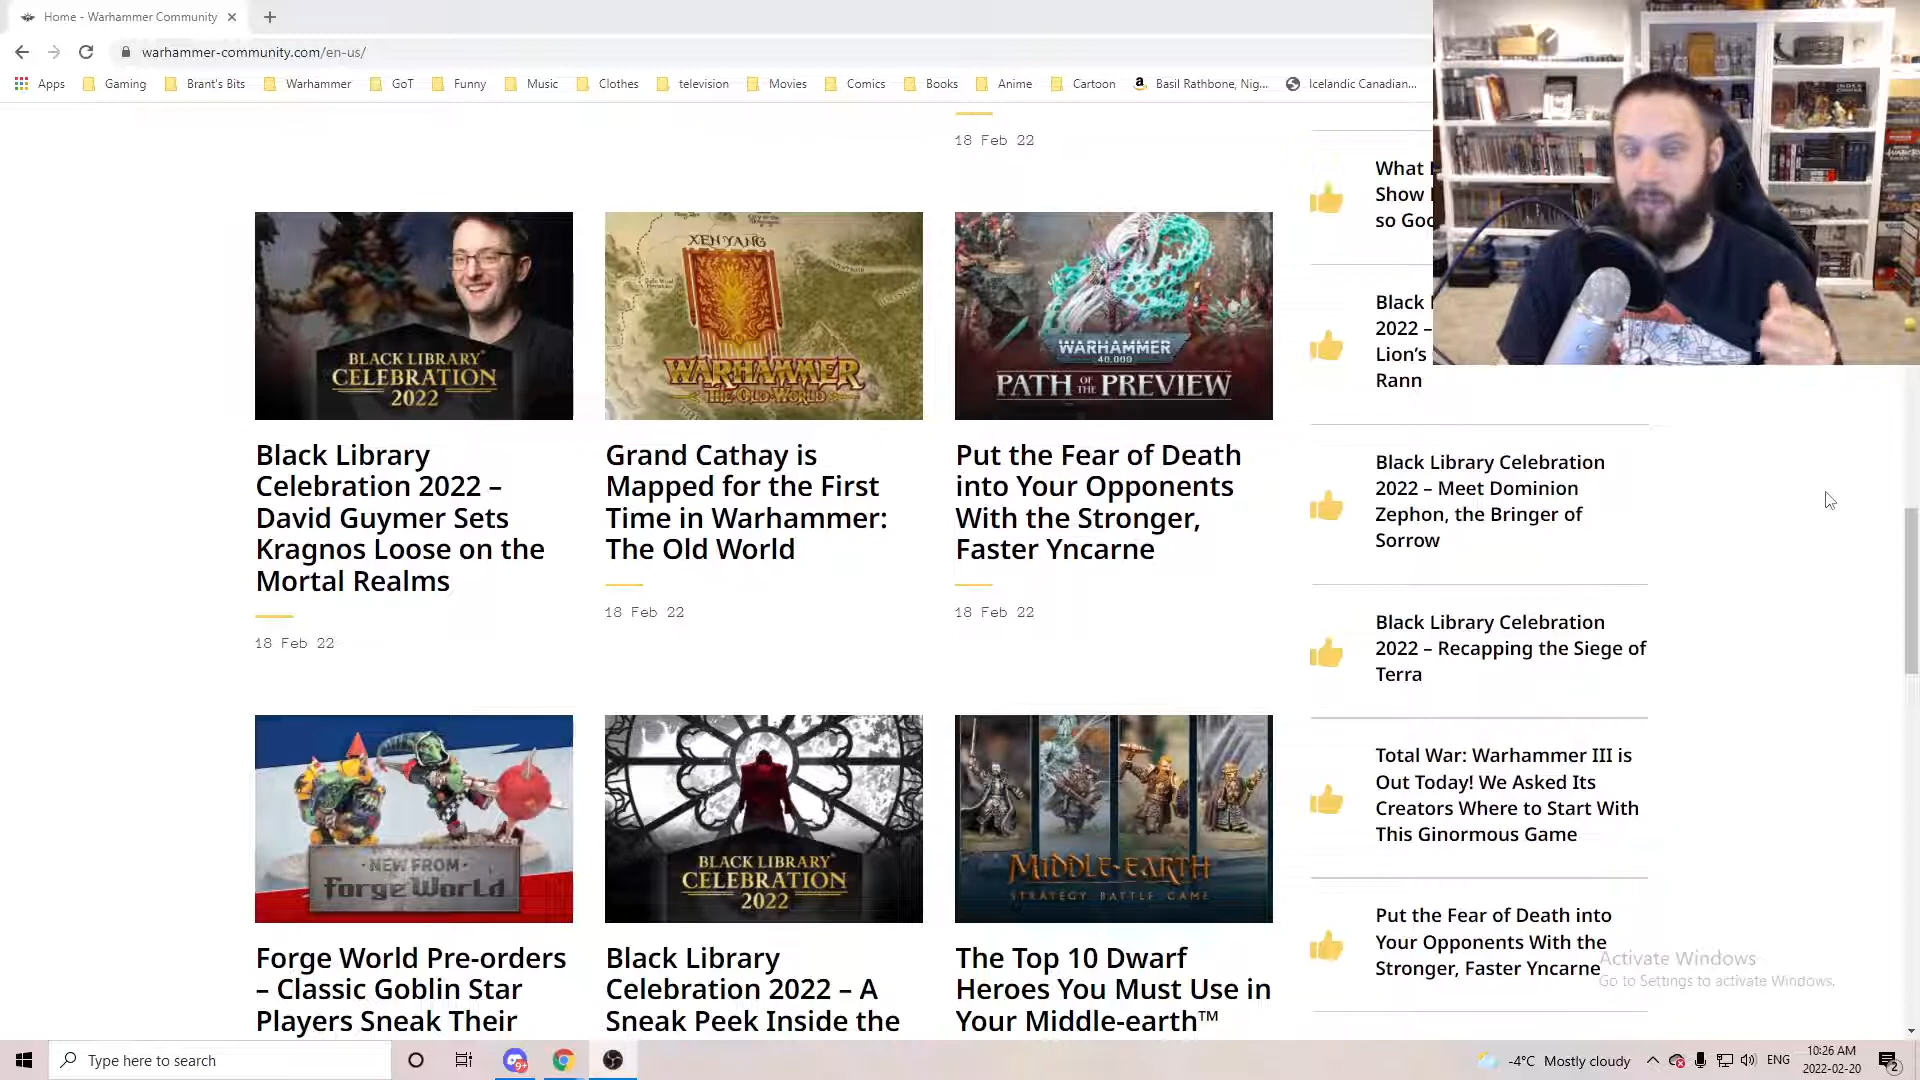 Home - Warhammer Community
warhammer-community.com/en-us/
Apps Gaming Brant's Bits Warhammer GoT Funny Music Clothes television Movies Comics Books Anime Cartoon Basil Rathbone, Nig... Icelandic Canadian...
18 Feb 22
BLACK LIBRARY
CELEBRATION
2022
Black Library
Celebration 2022 –
David Guymer Sets
Kragnos Loose on the
Mortal Realms
18 Feb 22
XEN YANG
WARHAMMER
THE OLD WORLD
Grand Cathay is
Mapped for the First
Time in Warhammer:
The Old World
18 Feb 22
WARHAMMER
40,000
PATH OF THE PREVIEW
Put the Fear of Death
into Your Opponents
With the Stronger,
Faster Yncarne
18 Feb 22
·NEW FROM·
Forge World
Forge World Pre-orders
– Classic Goblin Star
Players Sneak Their
BLACK LIBRARY
CELEBRATION
2022
Black Library
Celebration 2022 – A
Sneak Peek Inside the
MIDDLE-EARTH
STRATEGY BATTLE GAME
The Top 10 Dwarf
Heroes You Must Use in
Your Middle-earth™
What
Show
so Goo
Black
2022 –
Lion's
Rann
Black Library Celebration
2022 – Meet Dominion
Zephon, the Bringer of
Sorrow
Black Library Celebration
2022 – Recapping the Siege of
Terra
Total War: Warhammer III is
Out Today! We Asked Its
Creators Where to Start With
This Ginormous Game
Put the Fear of Death into
Your Opponents With the
Stronger, Faster Yncarne
Activate Windows
Go to Settings to activate Windows.
Type here to search
9+
-4°C Mostly cloudy
ENG
10:26 AM
2022-02-20
2